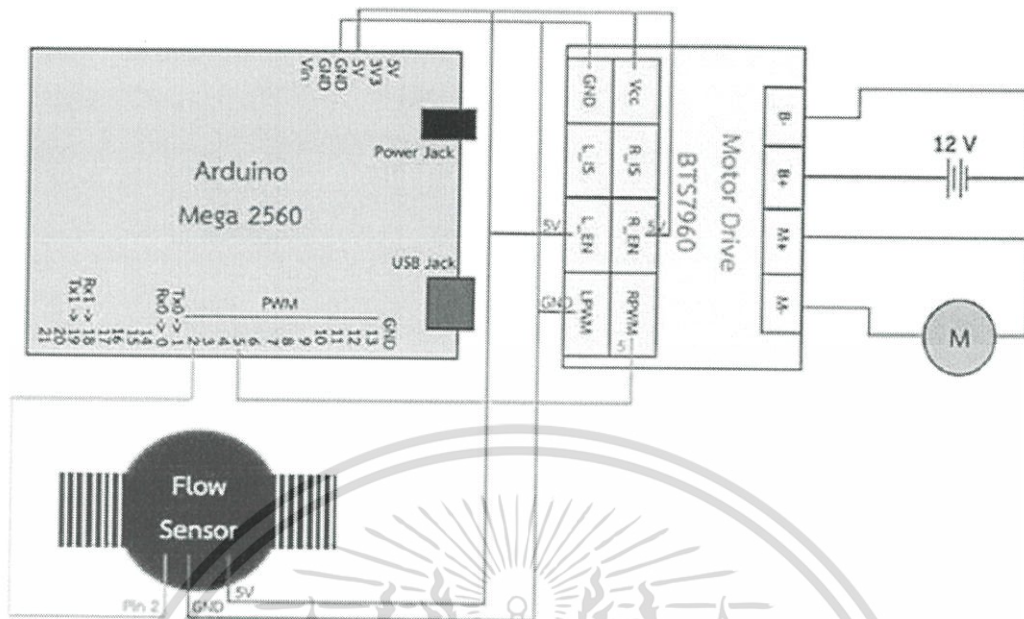 Vin
GND
GND
5V
3V3
5V
Power Jack
Arduino
Mega 2560
USB Jack
PWM
21
20
Tx1 -> 19
Rx1 -> 18
17
16
15
14
Rx0 -> 0
Tx0 -> 1
2
3
4
5
6
7
8
9
10
11
12
13
GND
GND
Vcc
L_IS
R_IS
5V
L_EN
R_EN
5V
GND
LPWM
RPWM
5
Motor Drive
BTS7960
B-
B+
M+
M-
12 V
M
Flow
Sensor
Pin 2
GND
5V